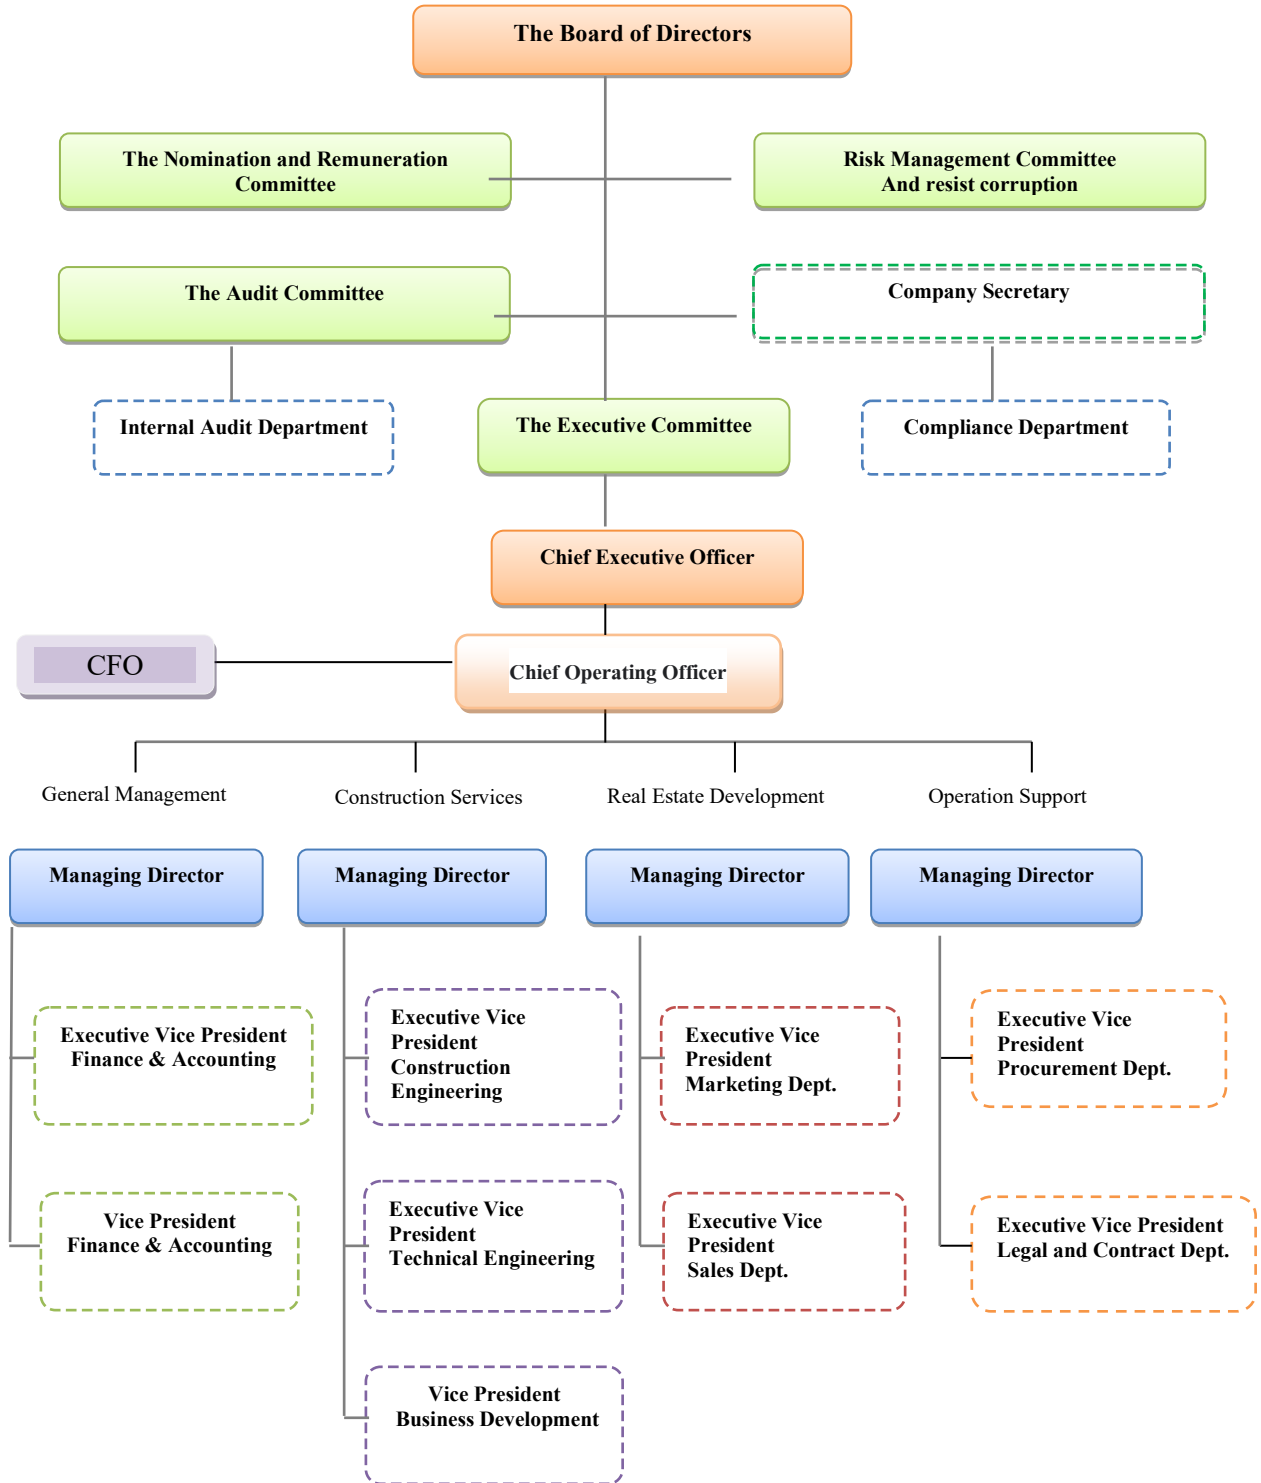 The Board of Directors
The Nomination and Remuneration
Committee
Risk Management Committee
And resist corruption
The Audit Committee
Company Secretary
Internal Audit Department
The Executive Committee
Compliance Department
Chief Executive Officer
CFO
Chief Operating Officer
General Management
Construction Services
Real Estate Development
Operation Support
Managing Director
Managing Director
Managing Director
Managing Director
Executive Vice President
Finance & Accounting
Executive Vice
President
Construction
Engineering
Executive Vice
President
Marketing Dept.
Executive Vice
President
Procurement Dept.
Vice President
Finance & Accounting
Executive Vice
President
Technical Engineering
Executive Vice
President
Sales Dept.
Executive Vice President
Legal and Contract Dept.
Vice President
Business Development